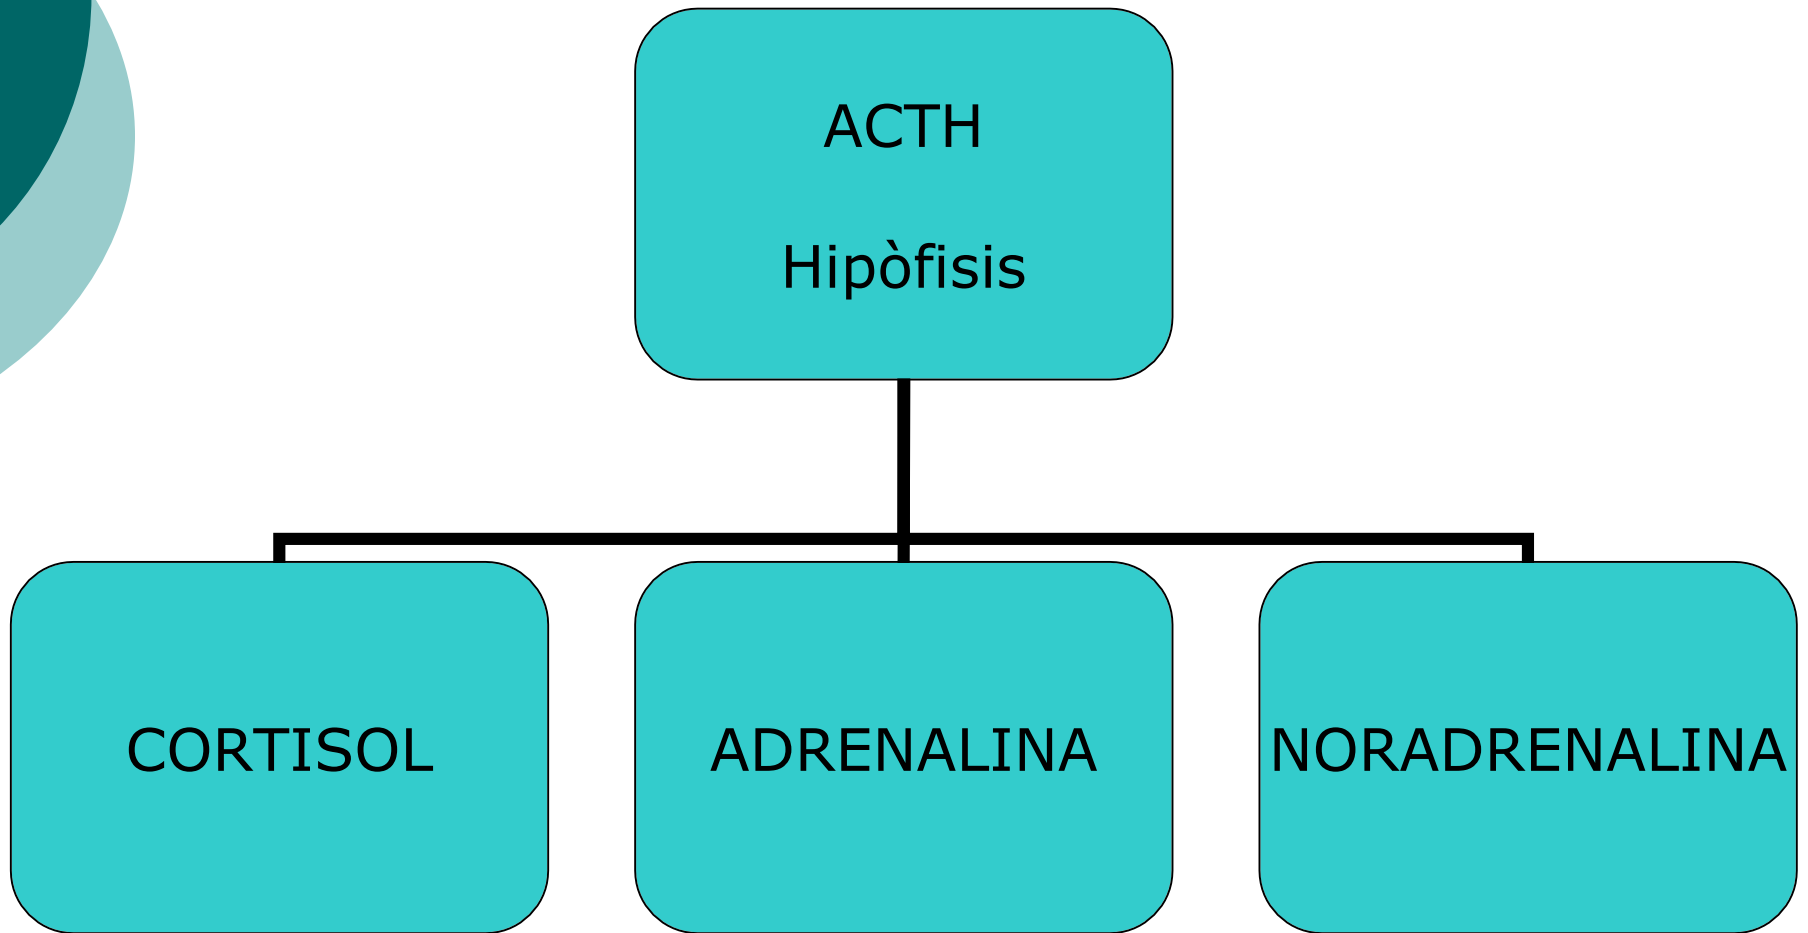 ACTH
Hipòfisis
CORTISOL
ADRENALINA
NORADRENALINA